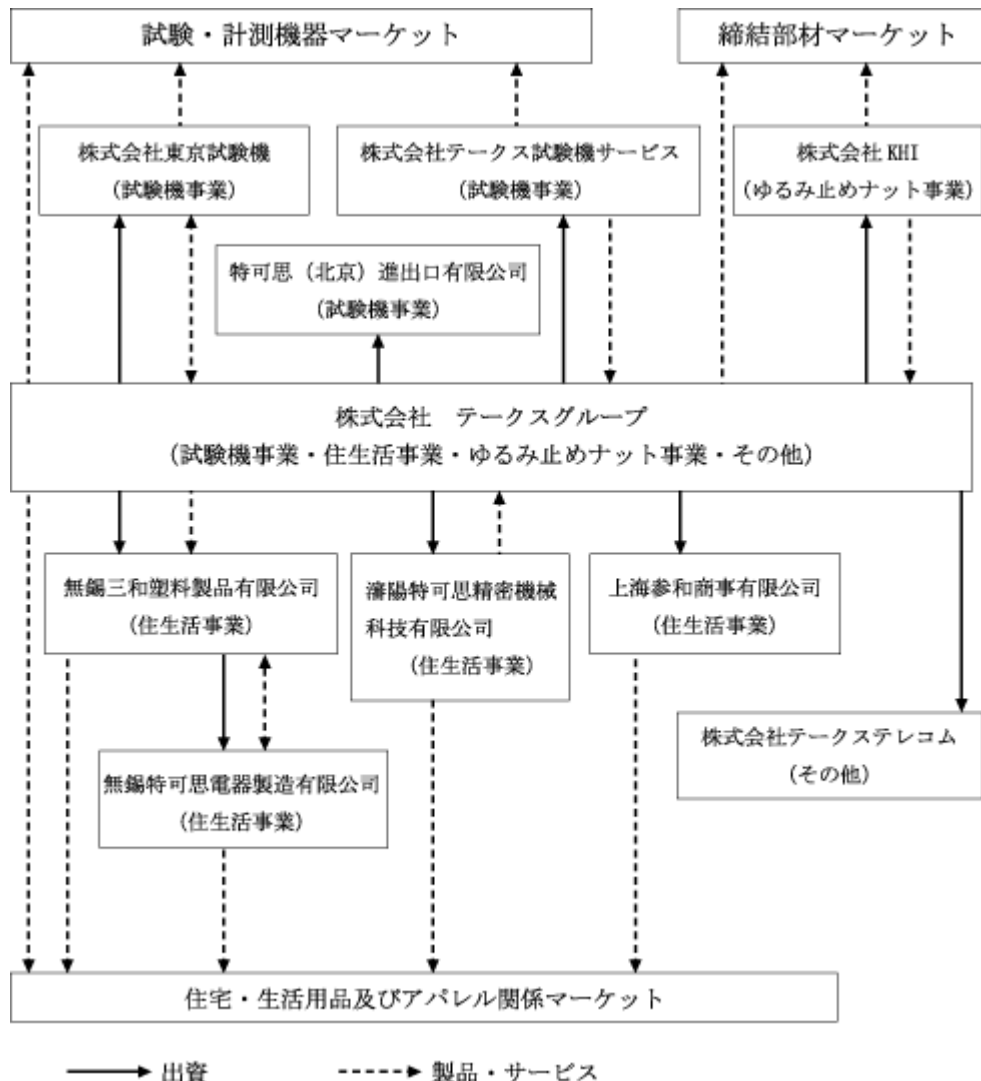 試験・計測機器マーケット
締結部材マーケット
株式会社東京試験機
(試験機事業)
株式会社テークス試験機サービス
(試験機事業)
株式会社 KHI
(ゆるみ止めナット事業)
特可思（北京）進出口有限公司
(試験機事業)
株式会社　テークスグループ
(試験機事業・住生活事業・ゆるみ止めナット事業・その他)
無錫三和塑料製品有限公司
(住生活事業)
瀋陽特可思精密機械
科技有限公司
(住生活事業)
上海参和商事有限公司
(住生活事業)
株式会社テークステレコム
(その他)
無錫特可思電器製造有限公司
(住生活事業)
住宅・生活用品及びアパレル関係マーケット
出資
製品・サービス